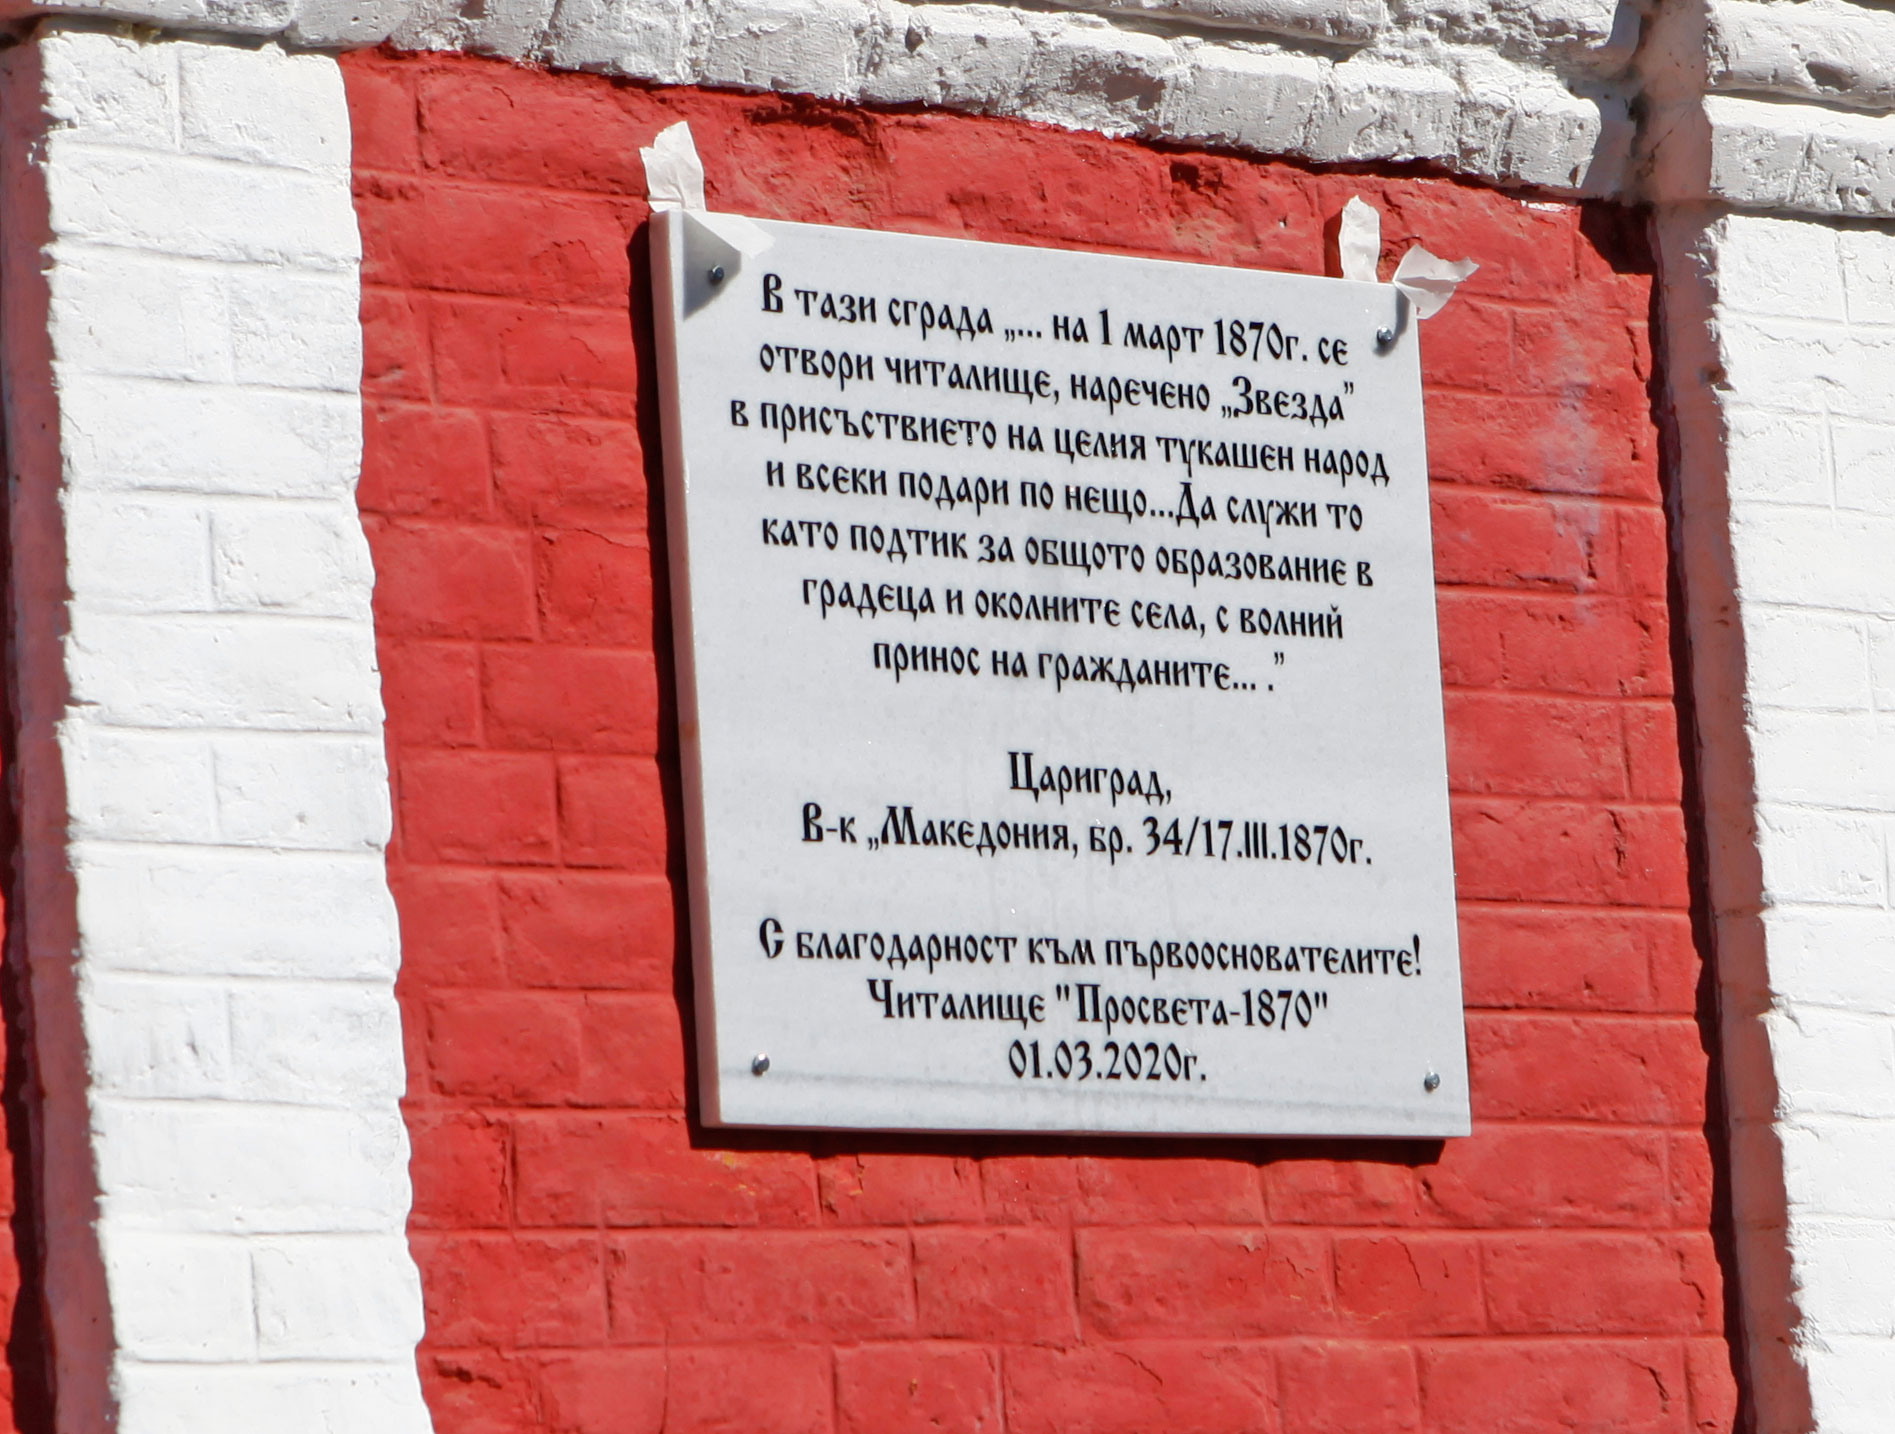 В тази сграда „... на 1 март 1870г. се
отвори читалище, наречено „Звезда”
в присъствието на целия тукашен народ
и всеки подари по нещо...Да служи то
като подтик за общото образование в
градеца и околните села, с волний
принос на гражданите... .”
Цариград,
В-к „Македония, бр. 34/17.III.1870г.
С благодарност към първооснователите!
Читалище "Просвета-1870"
01.03.2020г.